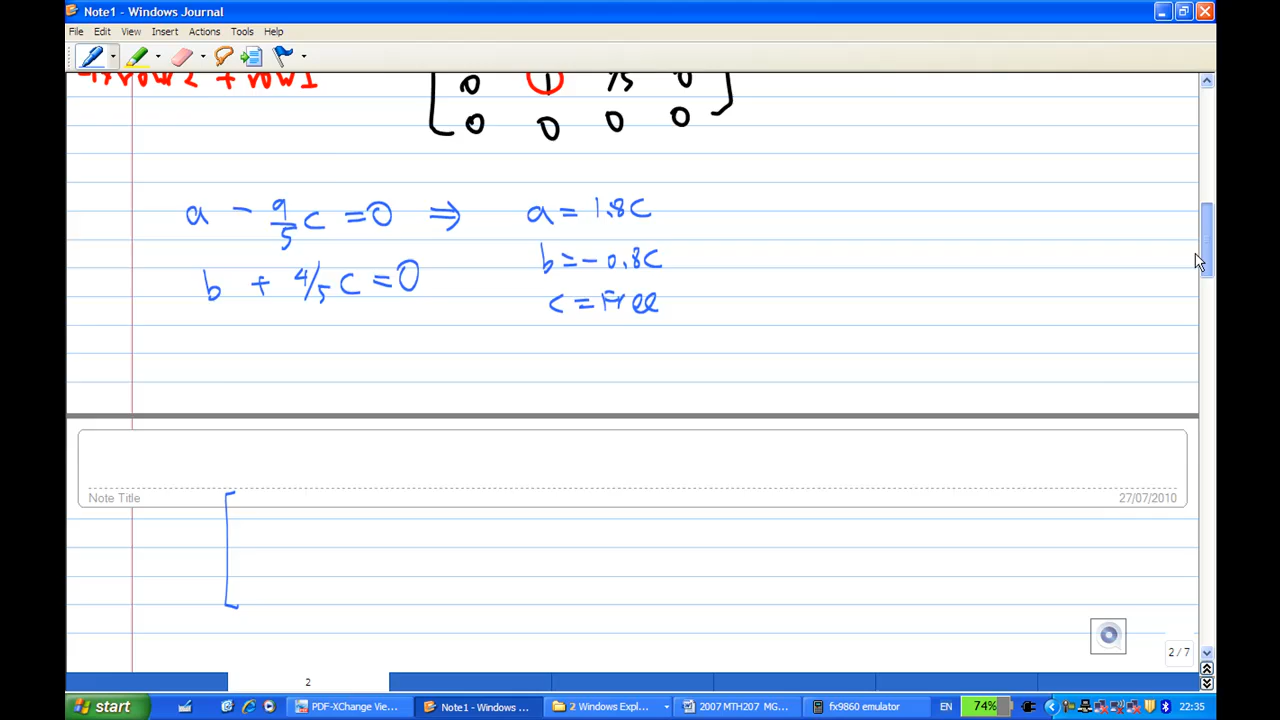 Note1 - Windows Journal
File Edit View Insert Actions Tools Help
0 1 0
0 0 0 0
a - 9/5 c = 0 ⇒ a = 1.8c
b + 4/5 c = 0 b = -0.8c
c = Free
Note Title 27/07/2010
2 / 7
2
start PDF-XChange Vie... Note1 - Windows ... 2 Windows Expl... 2007 MTH207 MG... fx9860 emulator EN 74% 22:35